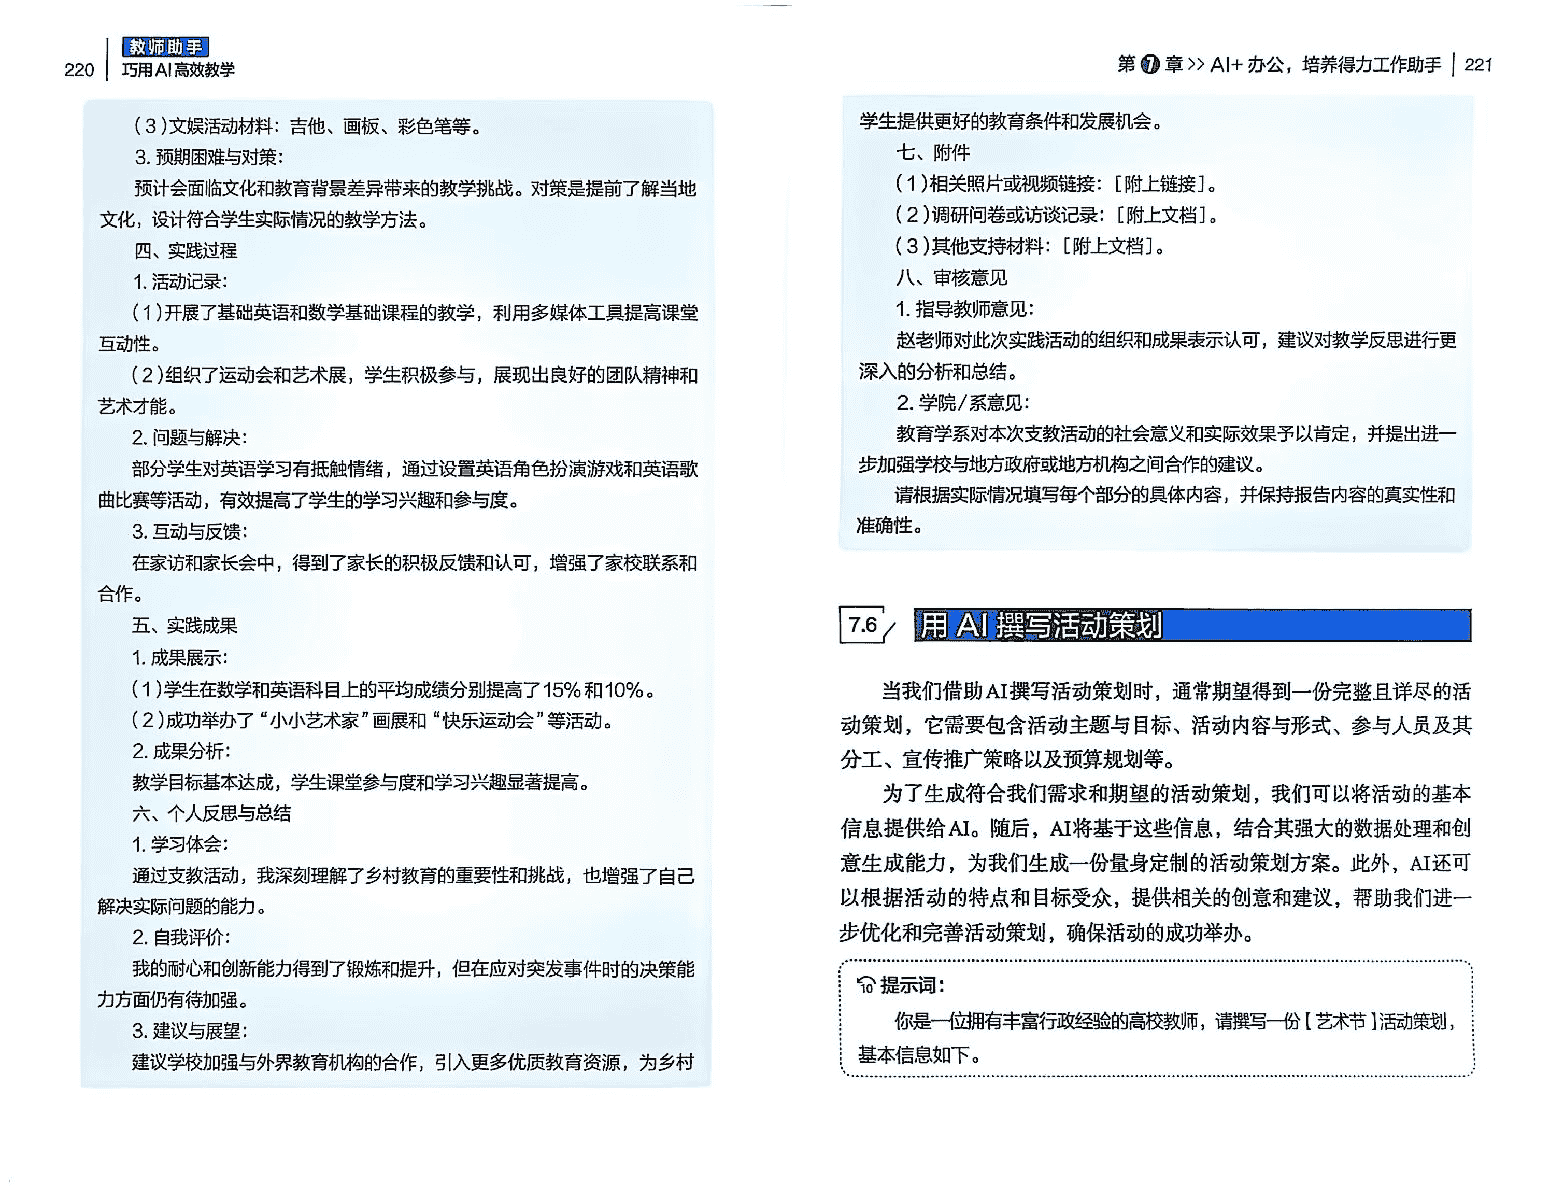 220
教师助手
巧用AI高效教学
（3）文娱活动材料：吉他、画板、彩色笔等。
3. 预期困难与对策：
预计会面临文化和教育背景差异带来的教学挑战。对策是提前了解当地
文化，设计符合学生实际情况的教学方法。
四、实践过程
1. 活动记录：
（1）开展了基础英语和数学基础课程的教学，利用多媒体工具提高课堂
互动性。
（2）组织了运动会和艺术展，学生积极参与，展现出良好的团队精神和
艺术才能。
2. 问题与解决：
部分学生对英语学习有抵触情绪，通过设置英语角色扮演游戏和英语歌
曲比赛等活动，有效提高了学生的学习兴趣和参与度。
3. 互动与反馈：
在家访和家长会中，得到了家长的积极反馈和认可，增强了家校联系和
合作。
五、实践成果
1. 成果展示：
（1）学生在数学和英语科目上的平均成绩分别提高了15%和10%。
（2）成功举办了“小小艺术家”画展和“快乐运动会”等活动。
2. 成果分析：
教学目标基本达成，学生课堂参与度和学习兴趣显著提高。
六、个人反思与总结
1. 学习体会：
通过支教活动，我深刻理解了乡村教育的重要性和挑战，也增强了自己
解决实际问题的能力。
2. 自我评价：
我的耐心和创新能力得到了锻炼和提升，但在应对突发事件时的决策能
力方面仍有待加强。
3. 建议与展望：
建议学校加强与外界教育机构的合作，引入更多优质教育资源，为乡村
第7章>> AI+ 办公，培养得力工作助手 221
学生提供更好的教育条件和发展机会。
七、附件
（1）相关照片或视频链接：[附上链接]。
（2）调研问卷或访谈记录：[附上文档]。
（3）其他支持材料：[附上文档]。
八、审核意见
1. 指导教师意见：
赵老师对此次实践活动的组织和成果表示认可，建议对教学反思进行更
深入的分析和总结。
2. 学院/系意见：
教育学系对本次支教活动的社会意义和实际效果予以肯定，并提出进一
步加强学校与地方政府或地方机构之间合作的建议。
请根据实际情况填写每个部分的具体内容，并保持报告内容的真实性和
准确性。
7.6 用 AI 撰写活动策划
当我们借助AI撰写活动策划时，通常期望得到一份完整且详尽的活
动策划，它需要包含活动主题与目标、活动内容与形式、参与人员及其
分工、宣传推广策略以及预算规划等。
为了生成符合我们需求和期望的活动策划，我们可以将活动的基本
信息提供给AI。随后，AI将基于这些信息，结合其强大的数据处理和创
意生成能力，为我们生成一份量身定制的活动策划方案。此外，AI还可
以根据活动的特点和目标受众，提供相关的创意和建议，帮助我们进一
步优化和完善活动策划，确保活动的成功举办。
提示词：
你是一位拥有丰富行政经验的高校教师，请撰写一份【艺术节】活动策划，
基本信息如下。